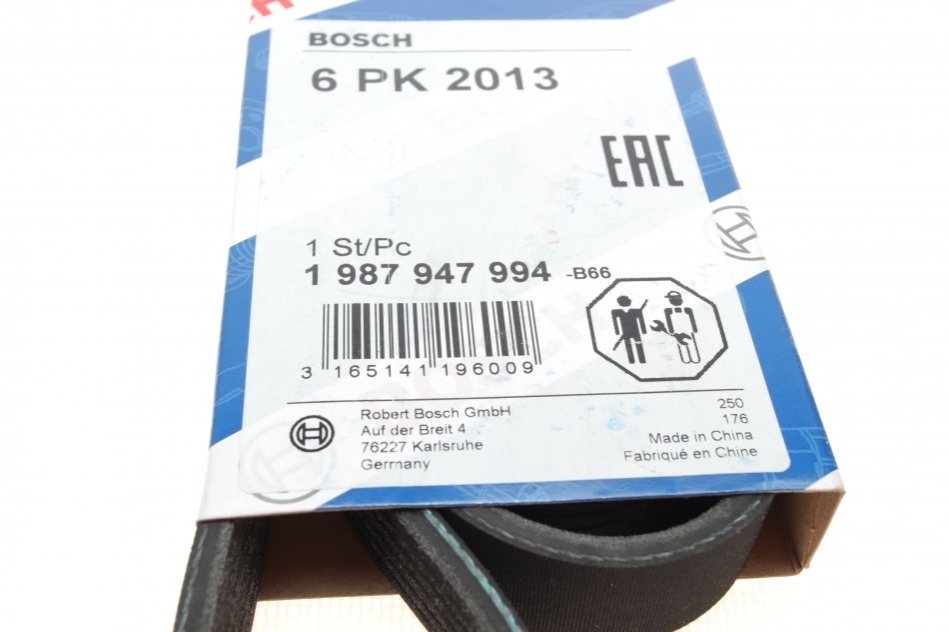 BOSCH
6 PK 2013
EAC
1 St/Pc
1 987 947 994 -B66
3 165141 196009
Robert Bosch GmbH
Auf der Breit 4
76227 Karlsruhe
Germany
250
176
Made in China
Fabriqué en Chine